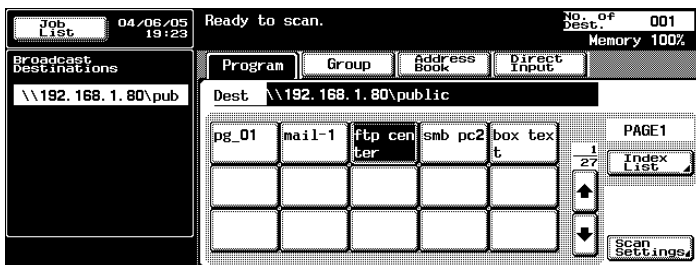 Job List
04/06/05
19:23
Ready to scan.
No. of Dest.
001
Memory 100%
Broadcast
Destinations
\\192.168.1.80\pub
Program
Group
Address Book
Direct Input
Dest \\192.168.1.80\public
pg_01
mail-1
ftp cen
ter
smb pc2
box tex
t
1
27
PAGE1
Index List
Scan Settings